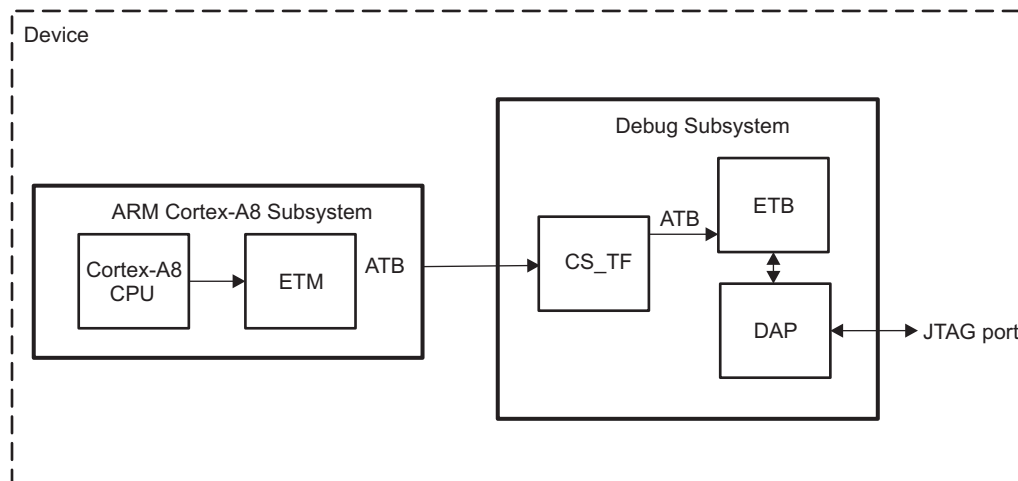 Device
Debug Subsystem
ARM Cortex-A8 Subsystem
Cortex-A8
CPU
ETM
ATB
CS_TF
ATB
ETB
DAP
JTAG port